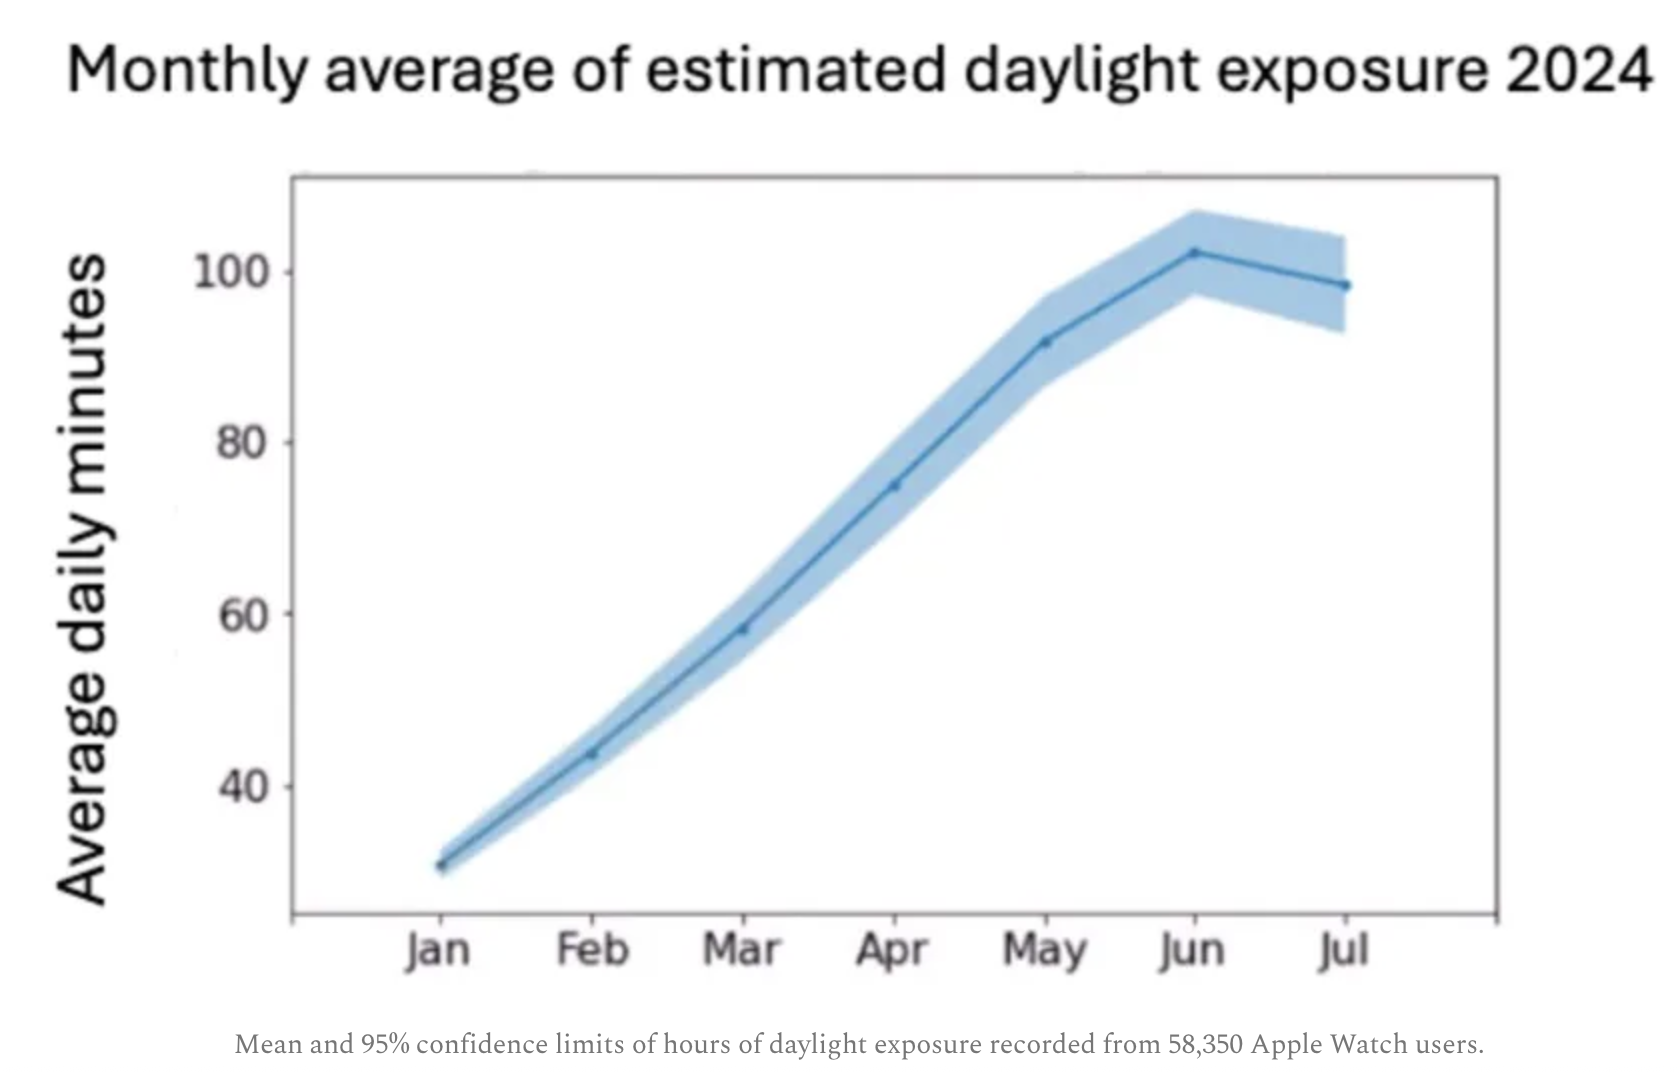 Monthly average of estimated daylight exposure 2024
Average daily minutes
100
80
60
40
Jan Feb Mar Apr May Jun Jul
Mean and 95% confidence limits of hours of daylight exposure recorded from 58,350 Apple Watch users.